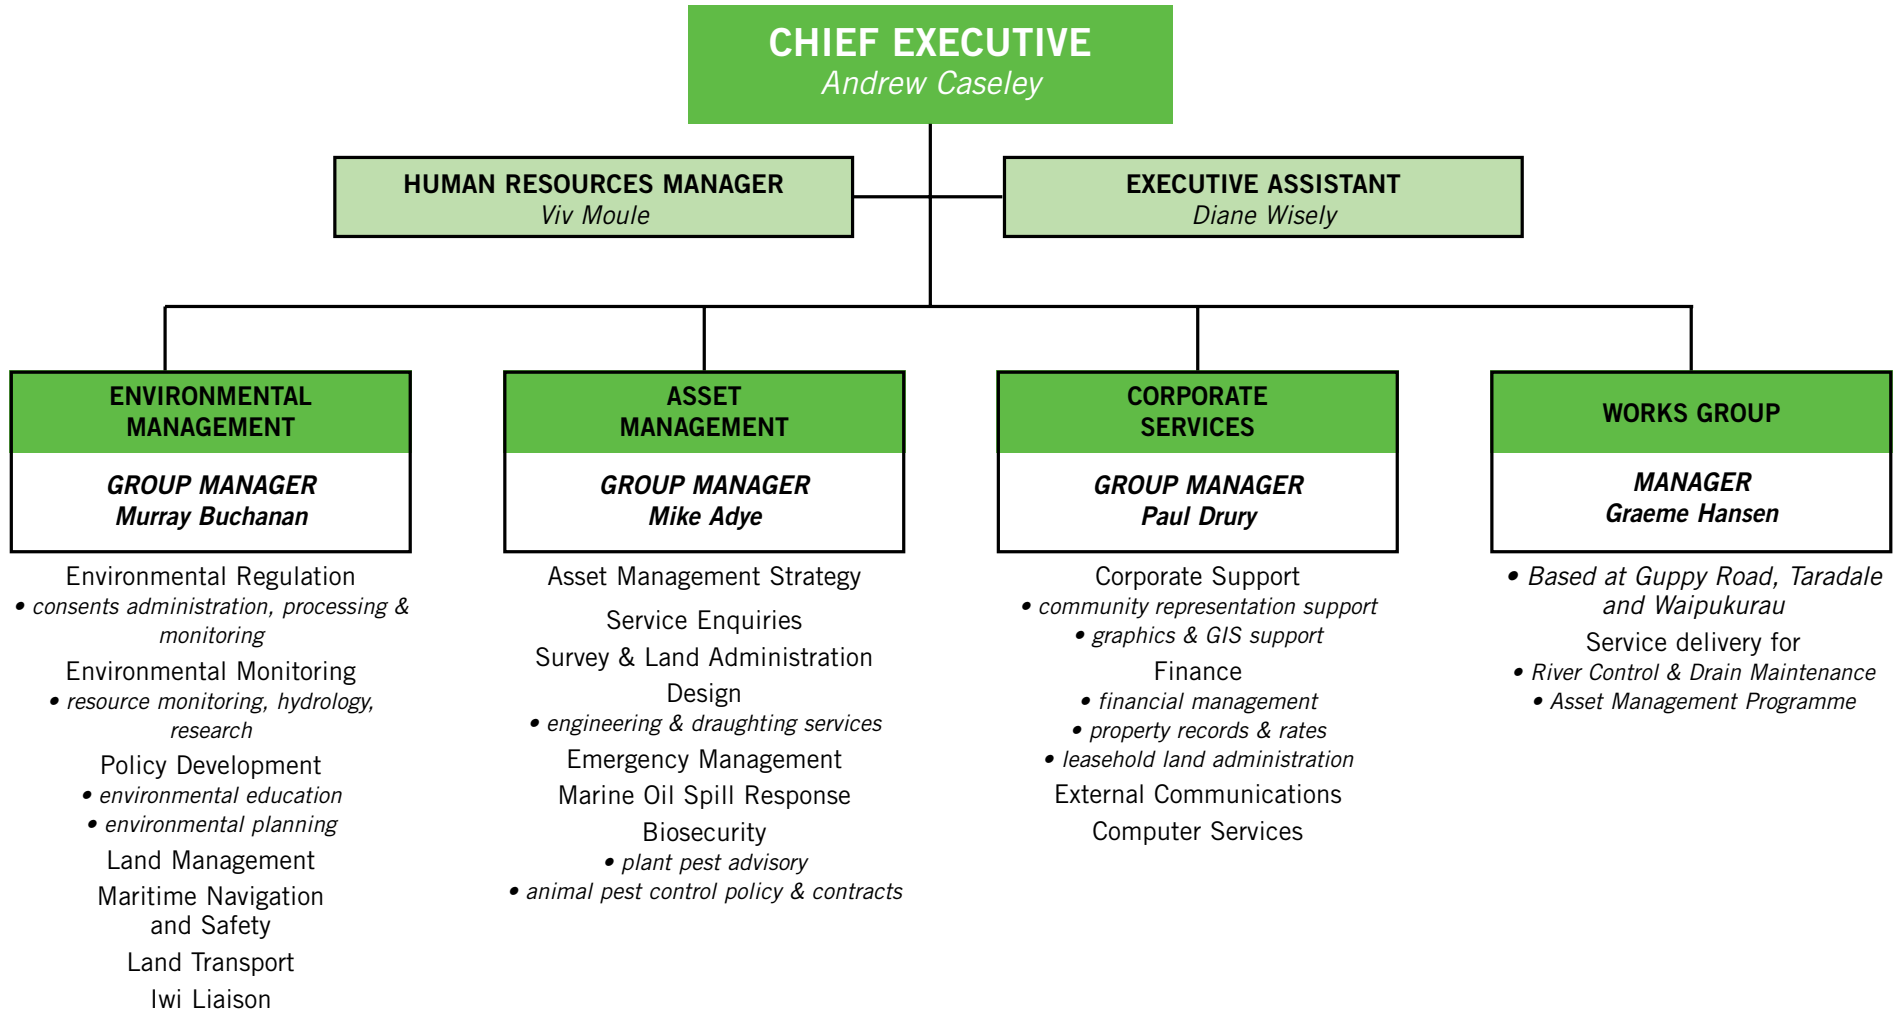 CHIEF EXECUTIVE
Andrew Caseley
HUMAN RESOURCES MANAGER
Viv Moule
EXECUTIVE ASSISTANT
Diane Wisely
ENVIRONMENTAL
MANAGEMENT
GROUP MANAGER
Murray Buchanan
Environmental Regulation
• consents administration, processing &
monitoring
Environmental Monitoring
• resource monitoring, hydrology,
research
Policy Development
• environmental education
• environmental planning
Land Management
Maritime Navigation
and Safety
Land Transport
Iwi Liaison
ASSET
MANAGEMENT
GROUP MANAGER
Mike Adye
Asset Management Strategy
Service Enquiries
Survey & Land Administration
Design
• engineering & draughting services
Emergency Management
Marine Oil Spill Response
Biosecurity
• plant pest advisory
• animal pest control policy & contracts
CORPORATE
SERVICES
GROUP MANAGER
Paul Drury
Corporate Support
• community representation support
• graphics & GIS support
Finance
• financial management
• property records & rates
• leasehold land administration
External Communications
Computer Services
WORKS GROUP
MANAGER
Graeme Hansen
• Based at Guppy Road, Taradale
and Waipukurau
Service delivery for
• River Control & Drain Maintenance
• Asset Management Programme